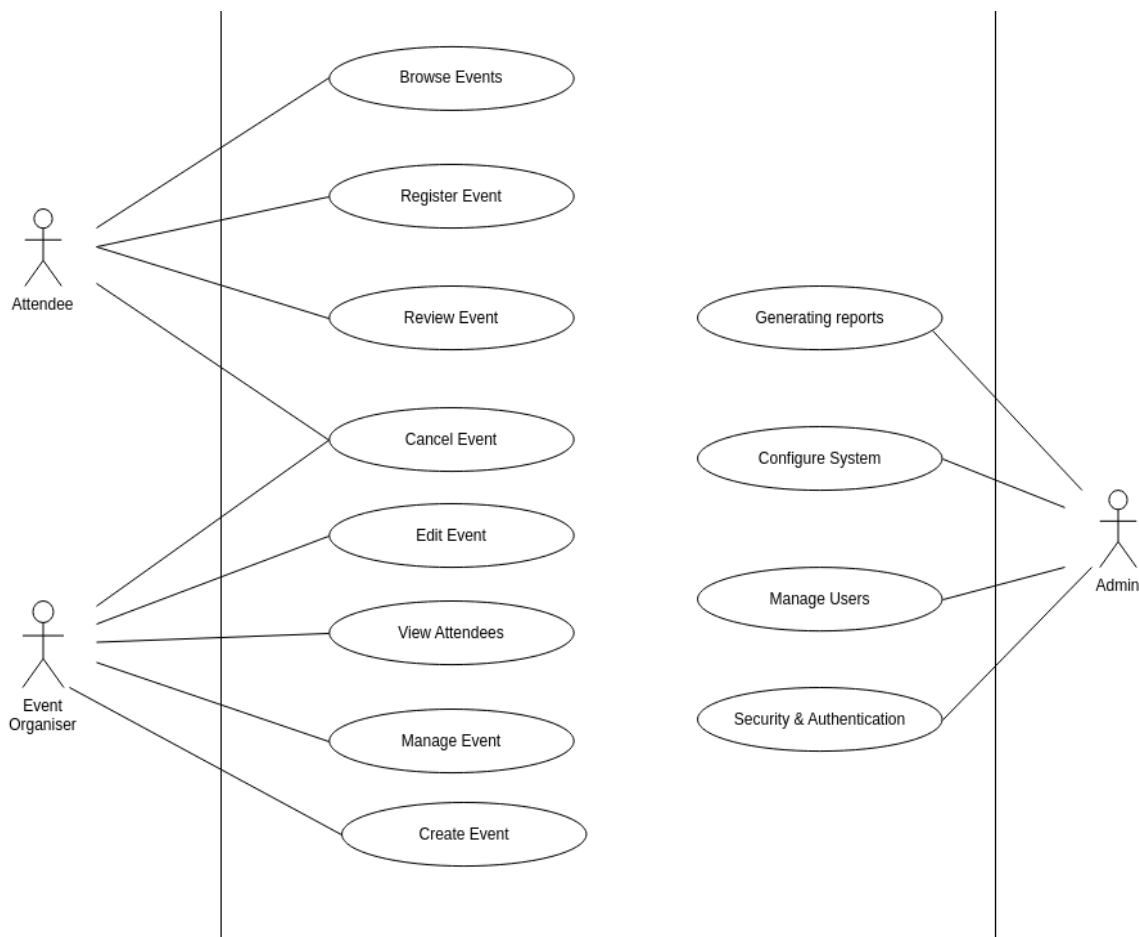 Browse Events
Register Event
Attendee
Review Event
Generating reports
Cancel Event
Configure System
Edit Event
Admin
Manage Users
View Attendees
Event
Organiser
Security & Authentication
Manage Event
Create Event